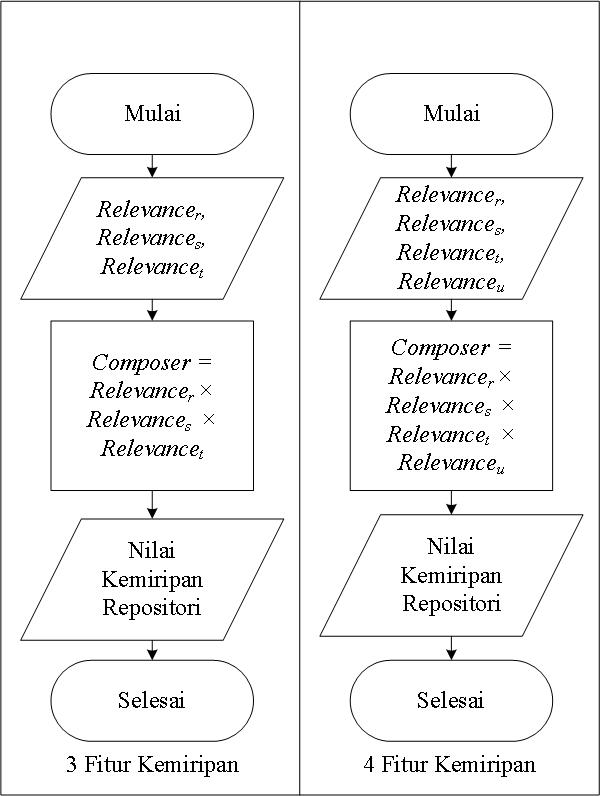 Mulai
Relevanceᵣ,
Relevanceₛ,
Relevanceₜ
Composer =
Relevanceᵣ ×
Relevanceₛ ×
Relevanceₜ
Nilai
Kemiripan
Repositori
Selesai
3 Fitur Kemiripan
Mulai
Relevanceᵣ,
Relevanceₛ,
Relevanceₜ,
Relevanceᵤ
Composer =
Relevanceᵣ ×
Relevanceₛ ×
Relevanceₜ ×
Relevanceᵤ
Nilai
Kemiripan
Repositori
Selesai
4 Fitur Kemiripan